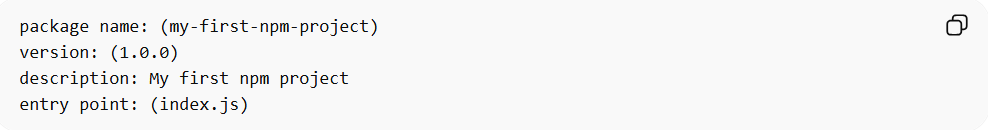 package name: (my-first-npm-project)
version: (1.0.0)
description: My first npm project
entry point: (index.js)